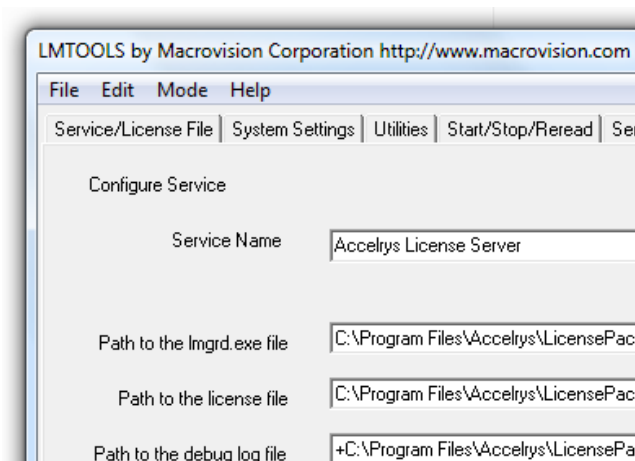 LMTOOLS by Macrovision Corporation http://www.macrovision.com
File Edit Mode Help
Service/License File System Settings Utilities Start/Stop/Reread Se
Configure Service
Service Name Accelrys License Server
Path to the lmgrd.exe file C:\Program Files\Accelrys\LicensePac
Path to the license file C:\Program Files\Accelrys\LicensePac
Path to the debug log file +C:\Program Files\Accelrys\LicensePa